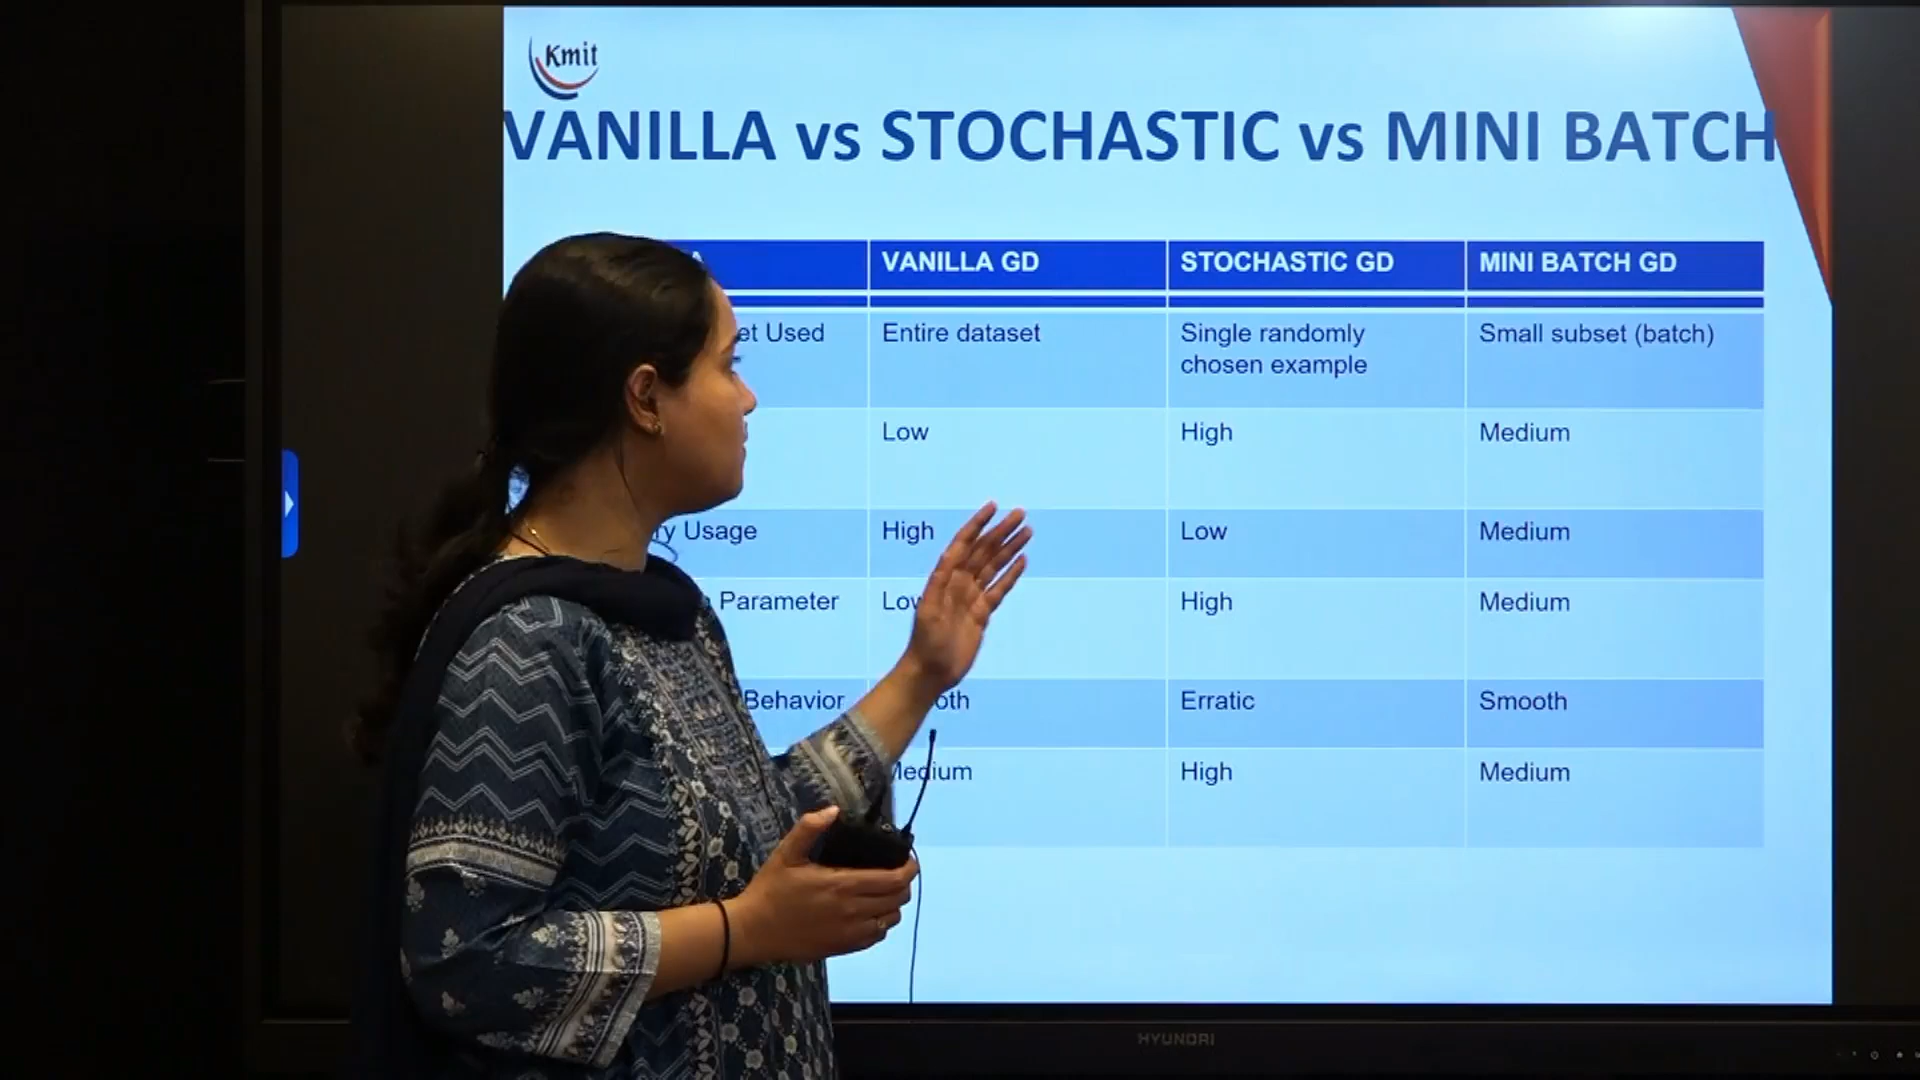 Kmit
VANILLA vs STOCHASTIC vs MINI BATCH
VANILLA GD STOCHASTIC GD MINI BATCH GD
Used Entire dataset Single randomly Small subset (batch)
chosen example
Low High Medium
Usage High Low Medium
Parameter High Medium
Behavior Erratic Smooth
Medium High Medium
HYUNDAI